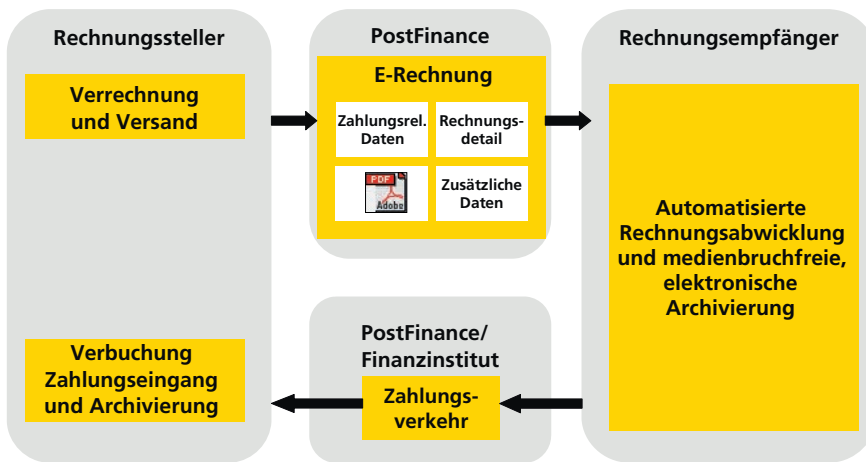 Rechnungssteller
Verrechnung
und Versand
PostFinance
E-Rechnung
Zahlungsrel.
Daten
Rechnungs-
detail
PDF
Adobe
Zusätzliche
Daten
Rechnungsempfänger
Automatisierte
Rechnungsabwicklung
und medienbruchfreie,
elektronische
Archivierung
PostFinance/
Finanzinstitut
Zahlungs-
verkehr
Verbuchung
Zahlungseingang
und Archivierung